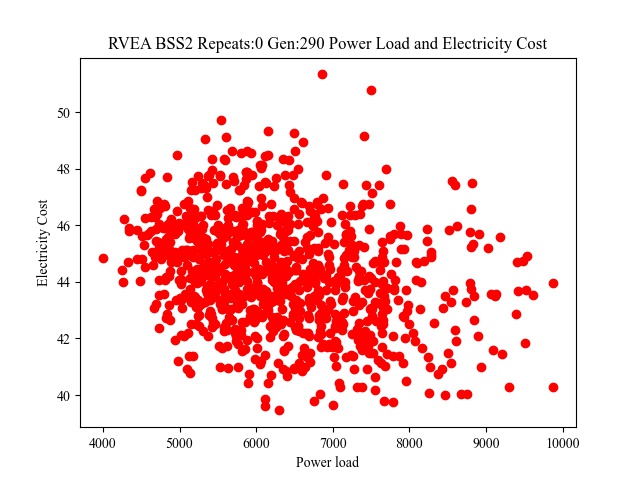 RVEA BSS2 Repeats:0 Gen:290 Power Load and Electricity Cost
Electricity Cost
50
48
46
44
42
40
4000 5000 6000 7000 8000 9000 10000
Power load